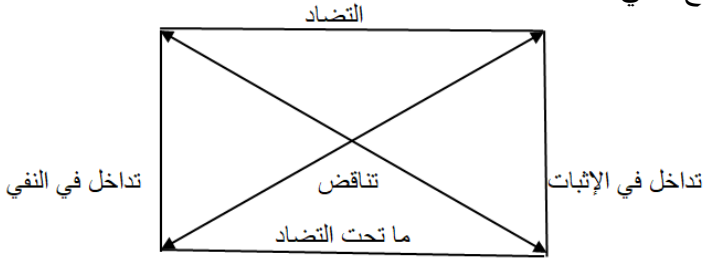 التضاد
تداخل في الإثبات
تناقض
تداخل في النفي
ما تحت التضاد